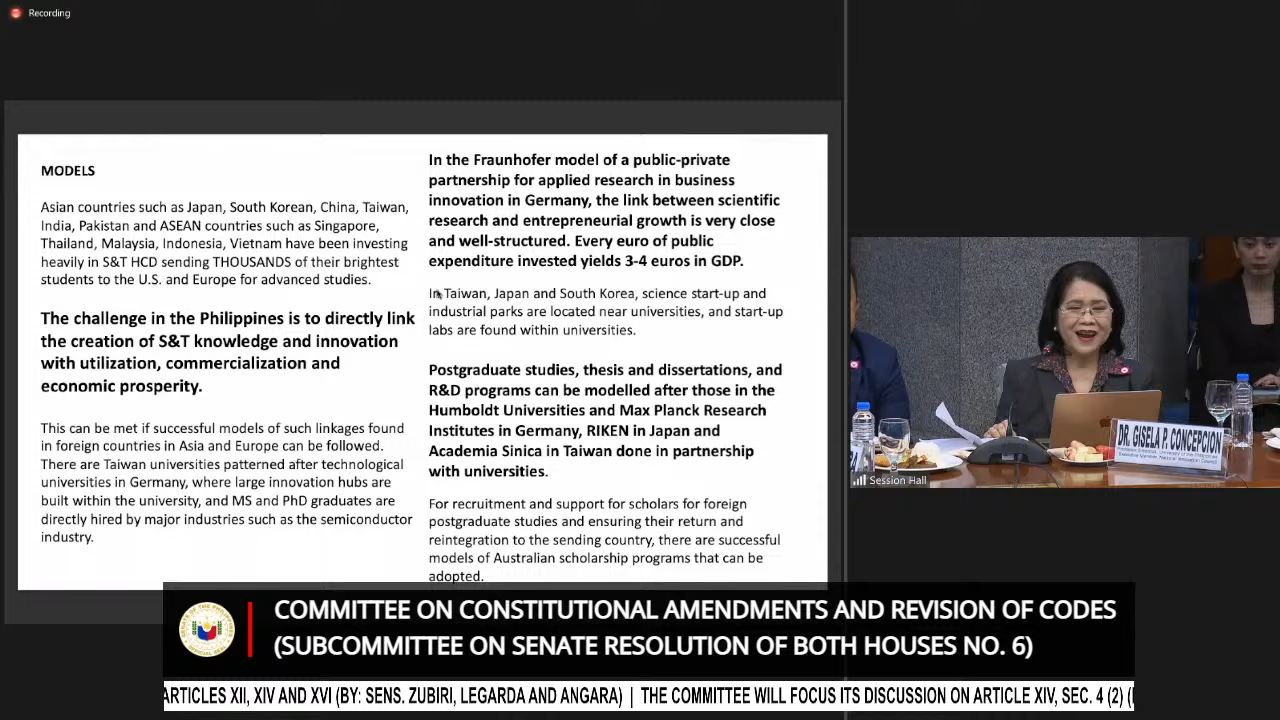 Recording
MODELS
Asian countries such as Japan, South Korean, China, Taiwan,
India, Pakistan and ASEAN countries such as Singapore,
Thailand, Malaysia, Indonesia, Vietnam have been investing
heavily in S&T HCD sending THOUSANDS of their brightest
students to the U.S. and Europe for advanced studies.
The challenge in the Philippines is to directly link
the creation of S&T knowledge and innovation
with utilization, commercialization and
economic prosperity.
This can be met if successful models of such linkages found
in foreign countries in Asia and Europe can be followed.
There are Taiwan universities patterned after technological
universities in Germany, where large innovation hubs are
built within the university, and MS and PhD graduates are
directly hired by major industries such as the semiconductor
industry.
In the Fraunhofer model of a public-private
partnership for applied research in business
innovation in Germany, the link between scientific
research and entrepreneurial growth is very close
and well-structured. Every euro of public
expenditure invested yields 3-4 euros in GDP.
In Taiwan, Japan and South Korea, science start-up and
industrial parks are located near universities, and start-up
labs are found within universities.
Postgraduate studies, thesis and dissertations, and
R&D programs can be modelled after those in the
Humboldt Universities and Max Planck Research
Institutes in Germany, RIKEN in Japan and
Academia Sinica in Taiwan done in partnership
with universities.
For recruitment and support for scholars for foreign
postgraduate studies and ensuring their return and
reintegration to the sending country, there are successful
models of Australian scholarship programs that can be
adopted.
DR. GISELA P. CONCEPCION
Session Hall
COMMITTEE ON CONSTITUTIONAL AMENDMENTS AND REVISION OF CODES
(SUBCOMMITTEE ON SENATE RESOLUTION OF BOTH HOUSES NO. 6)
ARTICLES XII, XIV AND XVI (BY: SENS. ZUBIRI, LEGARDA AND ANGARA) | THE COMMITTEE WILL FOCUS ITS DISCUSSION ON ARTICLE XIV, SEC. 4 (2) (